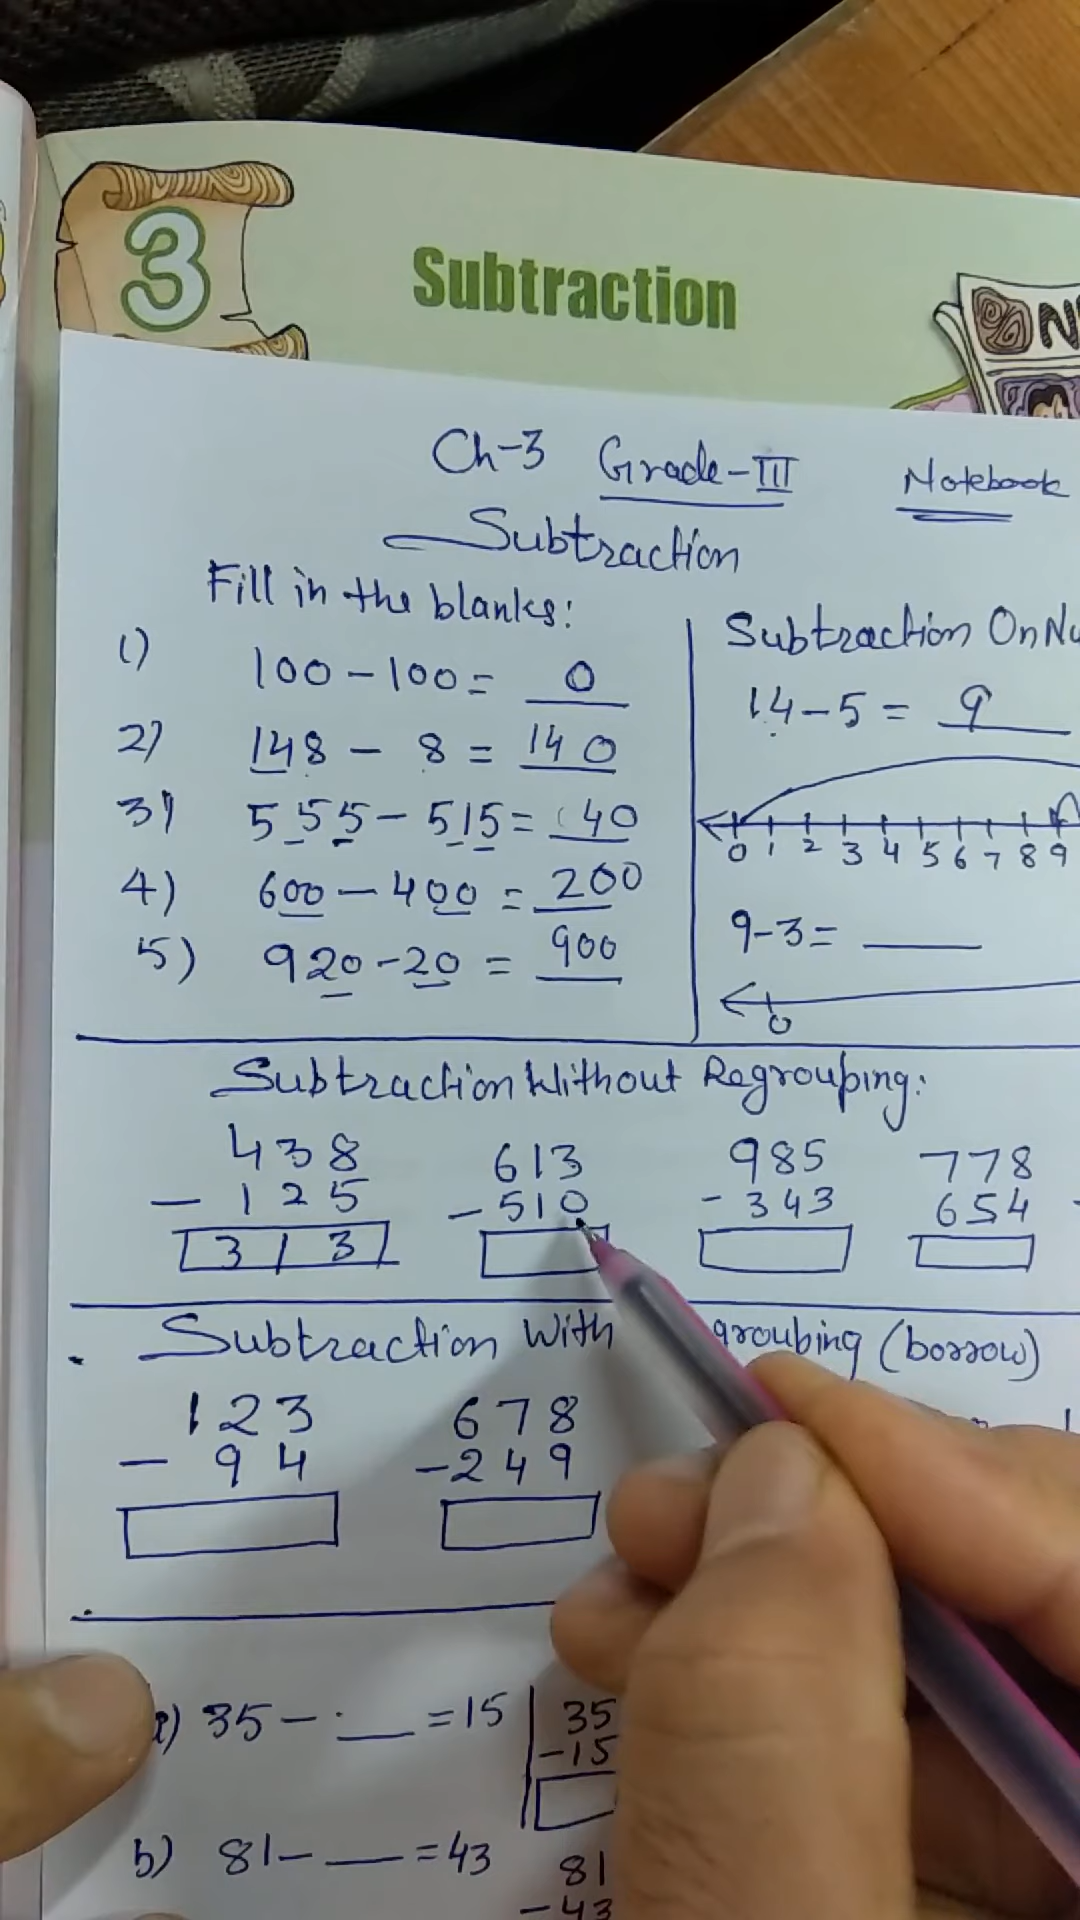 3
Subtraction
Ch-3 Grade-III
Notebook
Subtraction
Fill in the blanks:
1) 100-100= 0
2) 148 - 8 = 140
3) 555-515= 40
4) 600-400 = 200
5) 920-20 = 900
Subtraction On Nu
14-5 = 9
0 1 2 3 4 5 6 7 8 9
9-3=
0
Subtraction Without Regrouping:
438 613 985 778
-125 -510 -343 654
313
Subtraction With grouping (borrow)
123 678
- 94 -249
35- =15
35
-15
b) 81- =43
81
-43